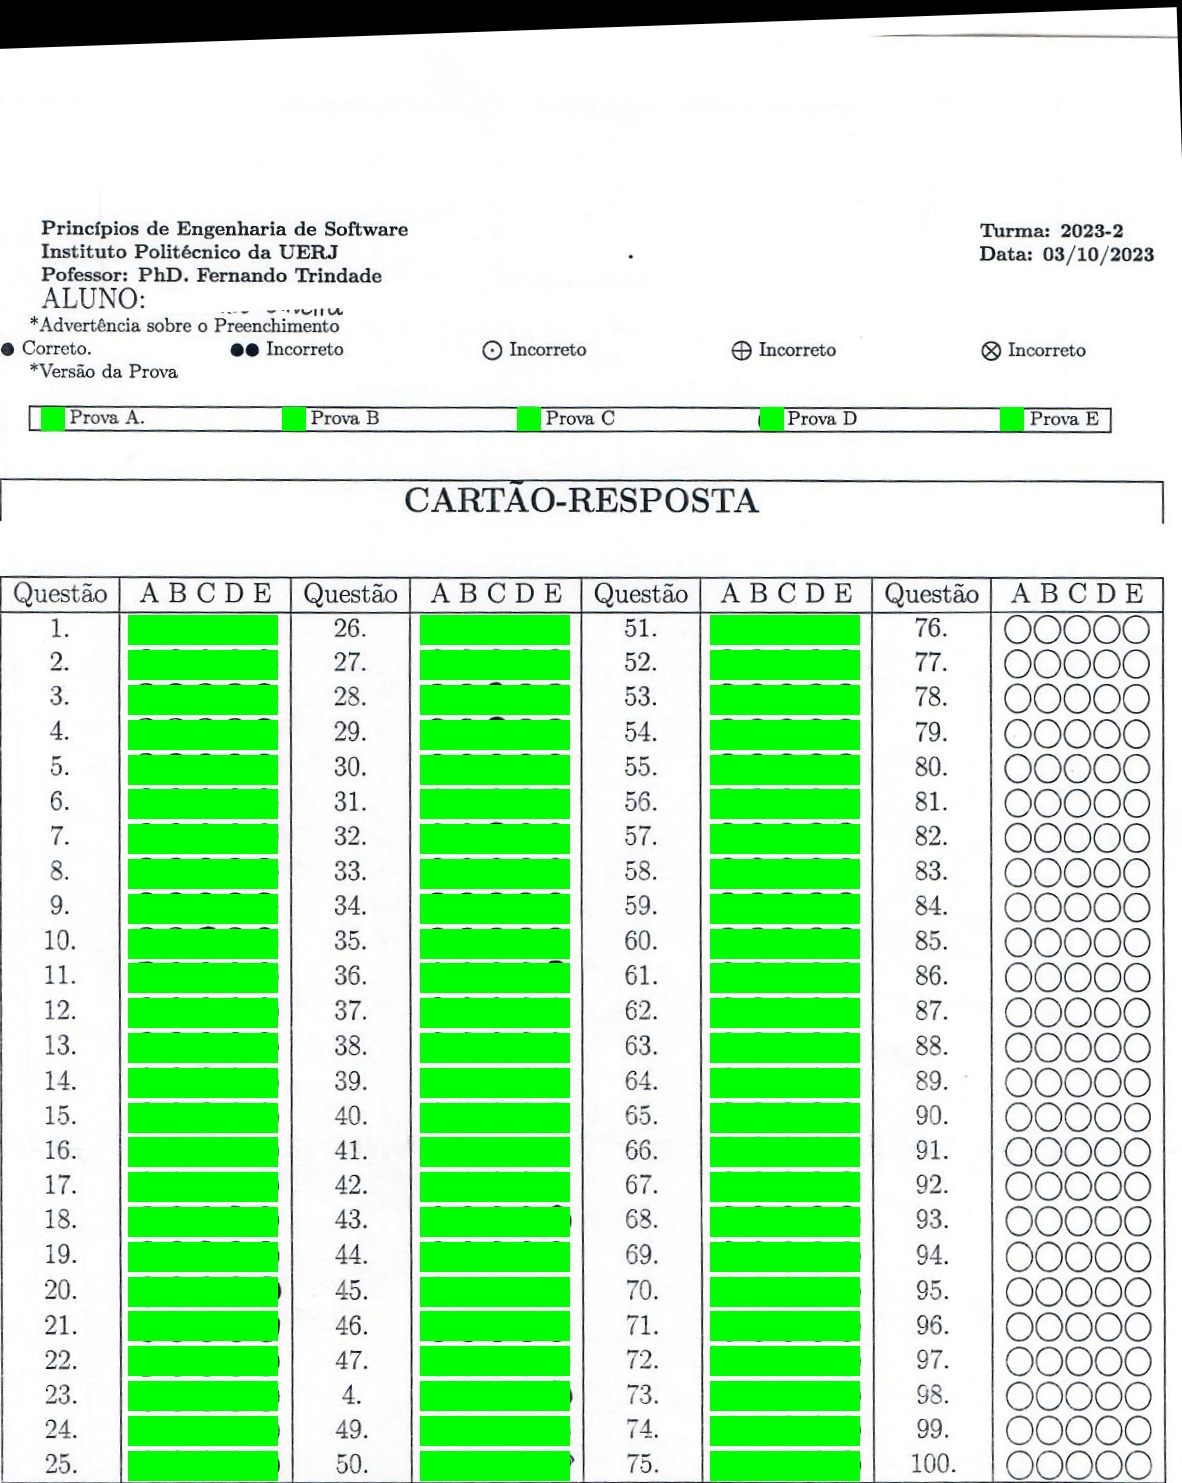 Princípios de Engenharia de Software
Turma: 2023-2
Instituto Politécnico da UERJ
Data: 03/10/2023
Pofessor: PhD. Fernando Trindade
ALUNO:
*Advertência sobre o Preenchimento
Correto. Incorreto Incorreto Incorreto Incorreto
*Versão da Prova
Prova A. Prova B Prova C Prova D Prova E
CARTÃO-RESPOSTA
Questão A B C D E Questão A B C D E Questão A B C D E Questão A B C D E
1. 26. 51. 76.
2. 27. 52. 77.
3. 28. 53. 78.
4. 29. 54. 79.
5. 30. 55. 80.
6. 31. 56. 81.
7. 32. 57. 82.
8. 33. 58. 83.
9. 34. 59. 84.
10. 35. 60. 85.
11. 36. 61. 86.
12. 37. 62. 87.
13. 38. 63. 88.
14. 39. 64. 89.
15. 40. 65. 90.
16. 41. 66. 91.
17. 42. 67. 92.
18. 43. 68. 93.
19. 44. 69. 94.
20. 45. 70. 95.
21. 46. 71. 96.
22. 47. 72. 97.
23. 4. 73. 98.
24. 49. 74. 99.
25. 50. 75. 100.